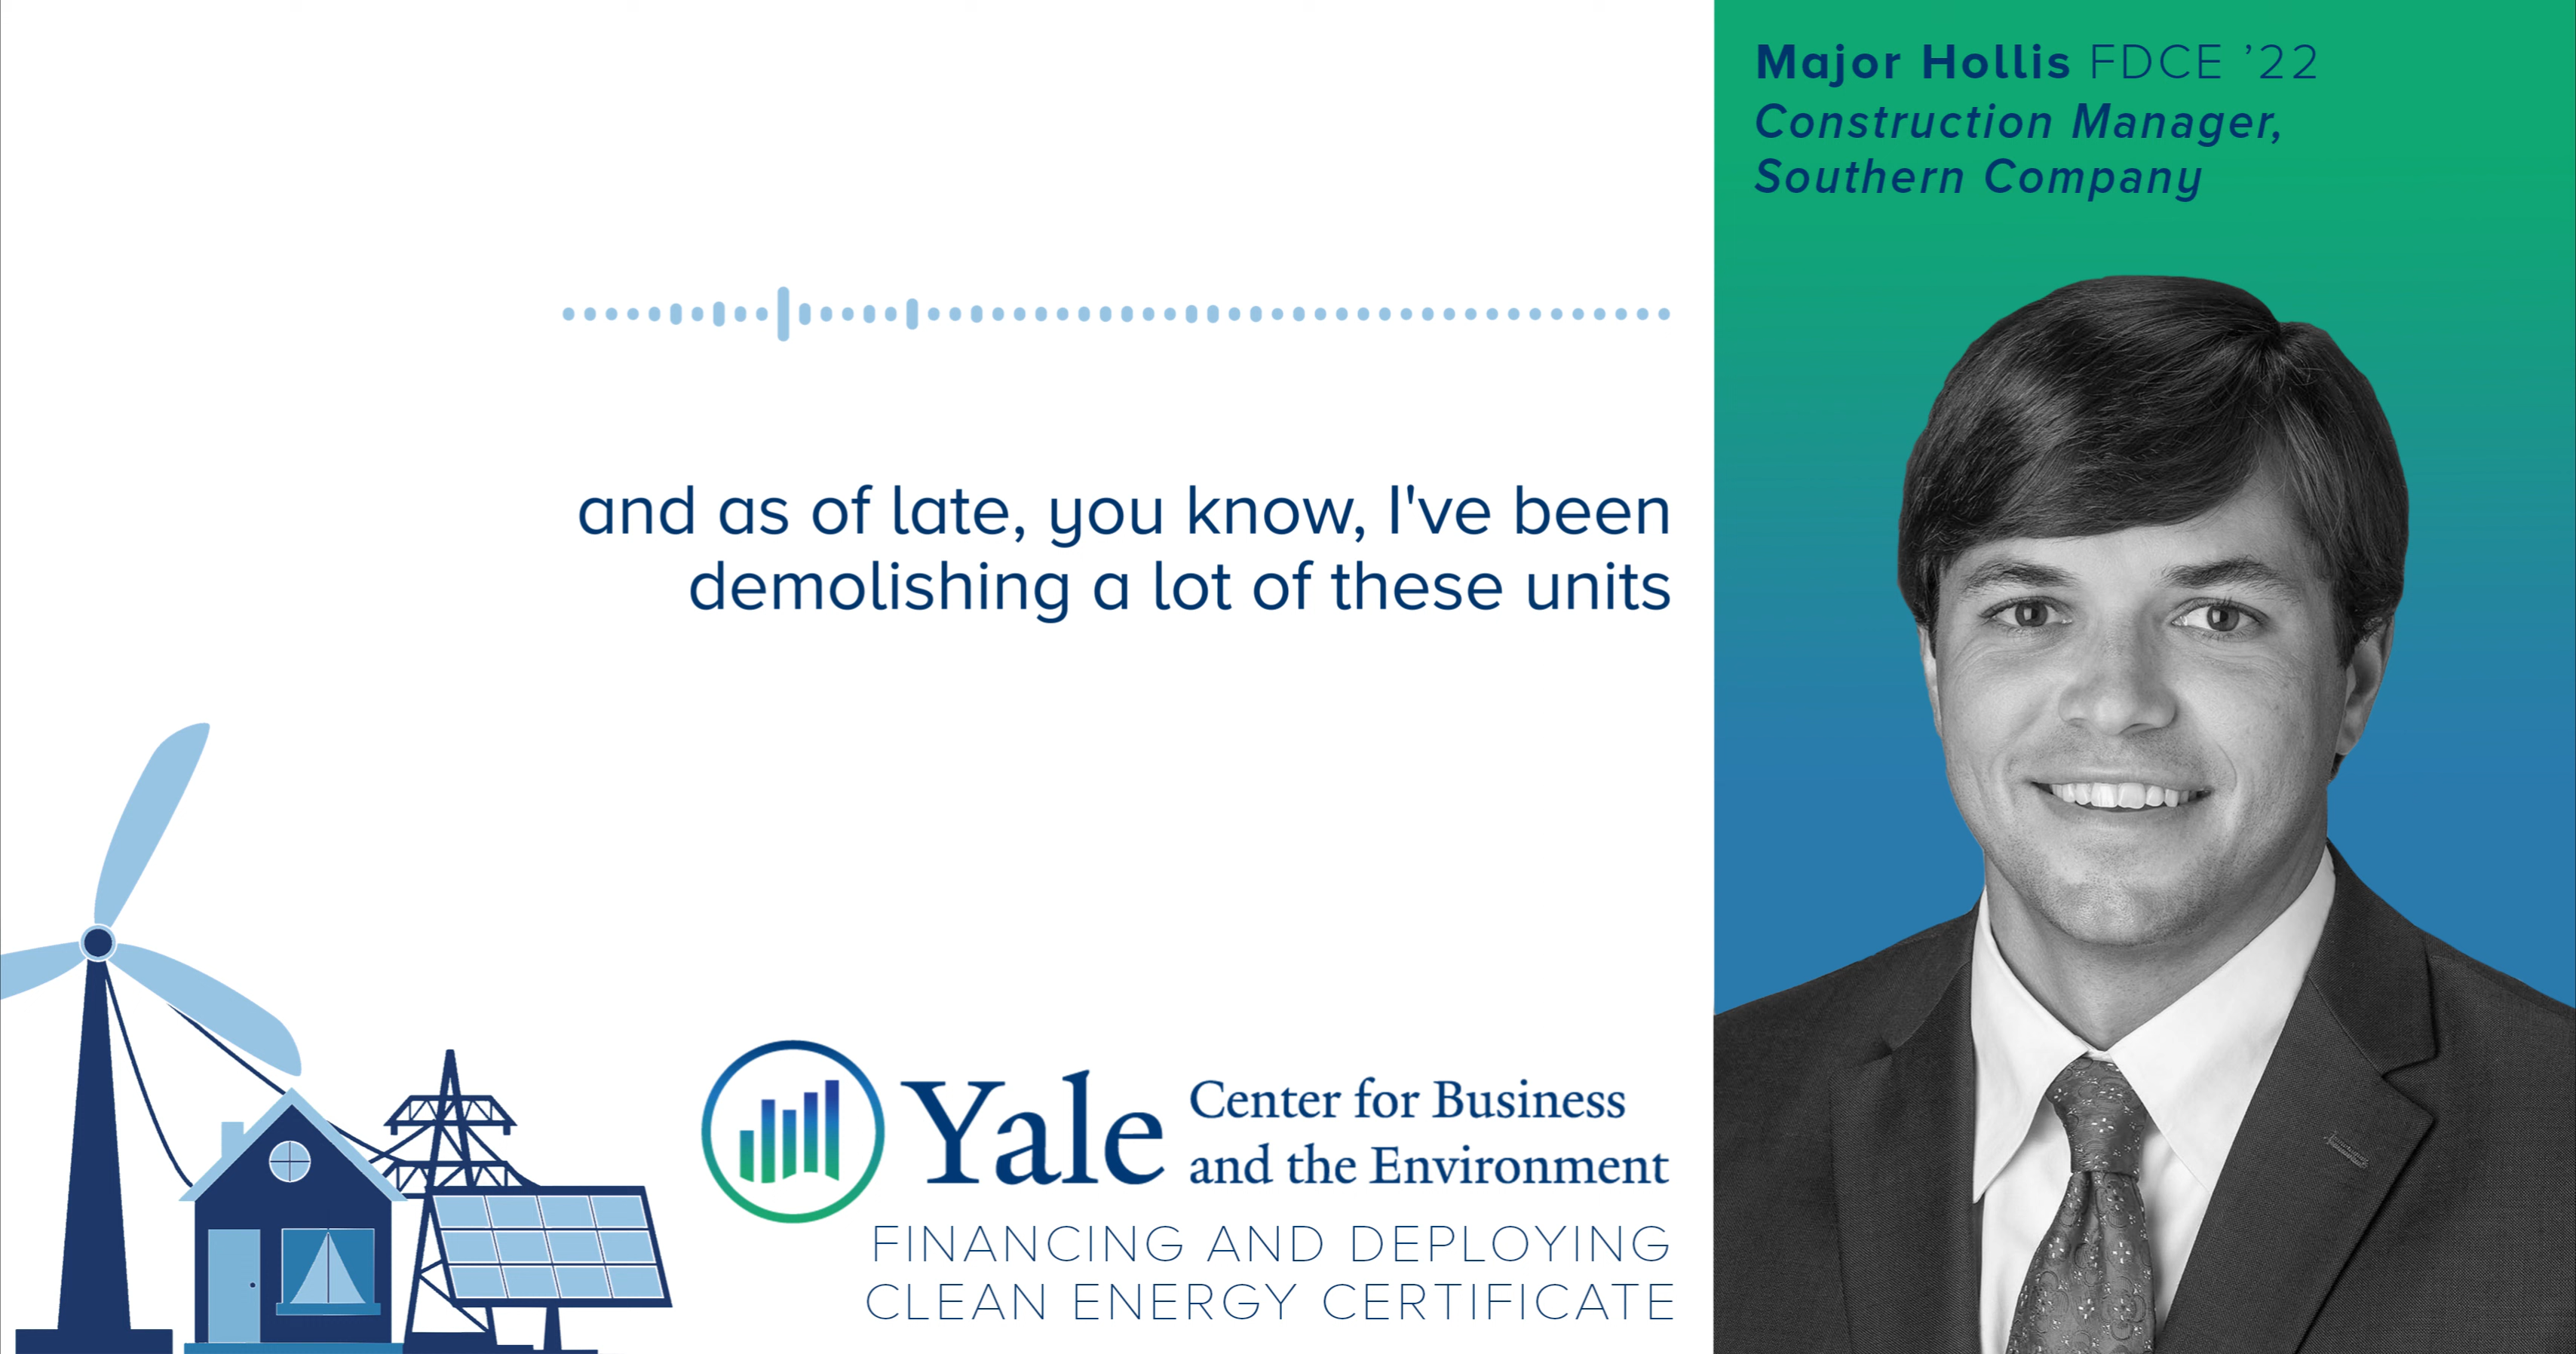 Major Hollis FDCE ’22
Construction Manager,
Southern Company
and as of late, you know, I've been
demolishing a lot of these units
Yale Center for Business
and the Environment
FINANCING AND DEPLOYING
CLEAN ENERGY CERTIFICATE